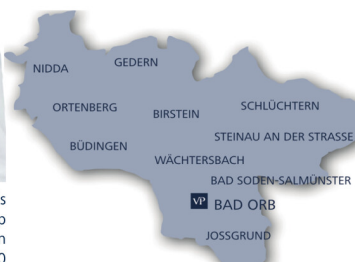 GEDERN
NIDDA
ORTENBERG
BIRSTEIN
SCHLÜCHTERN
BÜDINGEN
STEINAU AN DER STRASSE
WÄCHTERSBACH
BAD SODEN-SALMÜNSTER
VP BAD ORB
JOSSGRUND